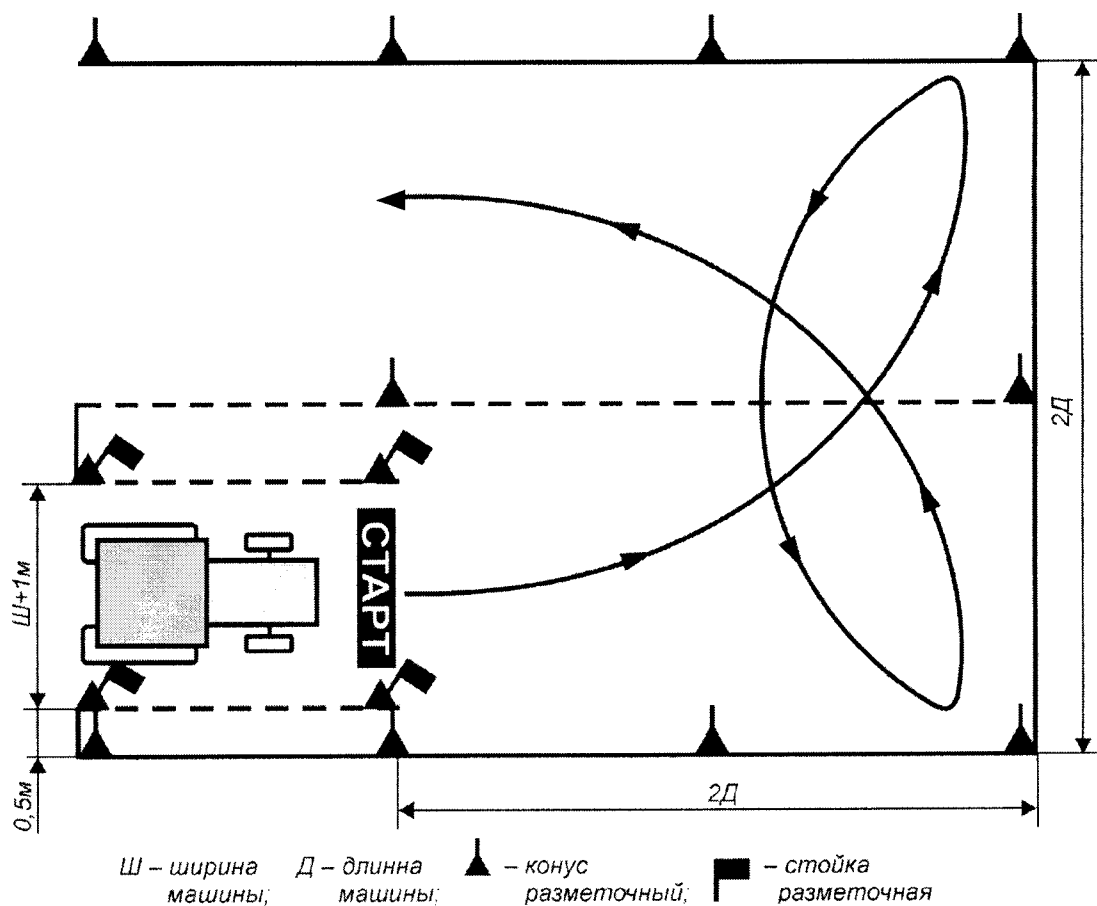 2Д
Ш+1м
СТАРТ
0,5м
2Д
Ш – ширина машины;
Д – длинна машины;
– конус разметочный;
– стойка разметочная